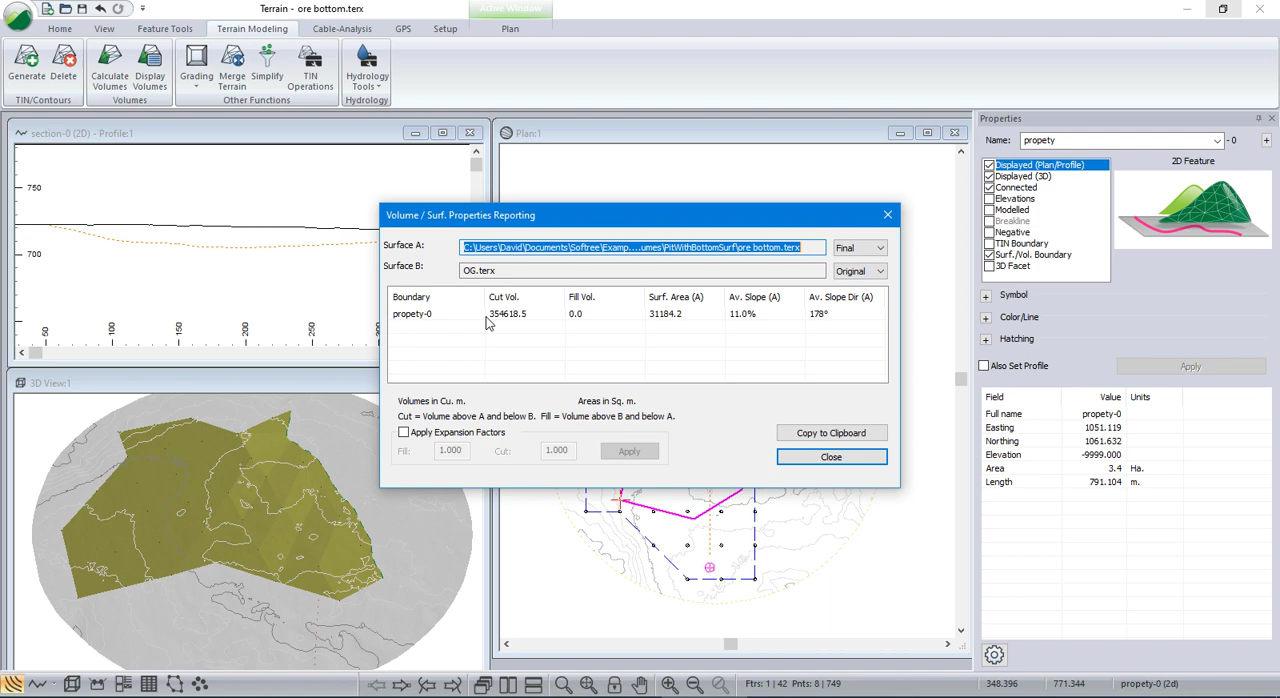 Terrain - ore bottom.terx
Active Window
Home View Feature Tools Terrain Modeling Cable-Analysis GPS Setup Plan
Generate Delete
TIN/Contours
Calculate Volumes Display Volumes
Volumes
Grading Merge Terrain Simplify TIN Operations
Other Functions
Hydrology Tools
Hydrology
section-0 (2D) - Profile:1
750
700
50
100
150
200
250
Plan:1
3D View:1
Volume / Surf. Properties Reporting
Surface A: C:\Users\David\Documents\Softree\Examp....umes\PitWithBottomSurf\ore bottom.terx Final
Surface B: OG.terx Original
Boundary Cut Vol. Fill Vol. Surf. Area (A) Av. Slope (A) Av. Slope Dir (A)
propety-0 354618.5 0.0 31184.2 11.0% 178°
Volumes in Cu. m. Areas in Sq. m.
Cut = Volume above A and below B. Fill = Volume above B and below A.
Apply Expansion Factors
Fill: 1.000 Cut: 1.000 Apply
Copy to Clipboard
Close
Properties
Name: propety - 0 +
Displayed (Plan/Profile)
Displayed (3D)
Connected
Elevations
Modelled
Breakline
Negative
TIN Boundary
Surf./Vol. Boundary
3D Facet
2D Feature
Symbol
Color/Line
Hatching
Also Set Profile Apply
Field Value Units
Full name propety-0
Easting 1051.119
Northing 1061.632
Elevation -9999.000
Area 3.4 Ha.
Length 791.104 m.
Ftrs: 1 | 42 Pnts: 8 | 749 348.396 771.344 propety-0 (2d)